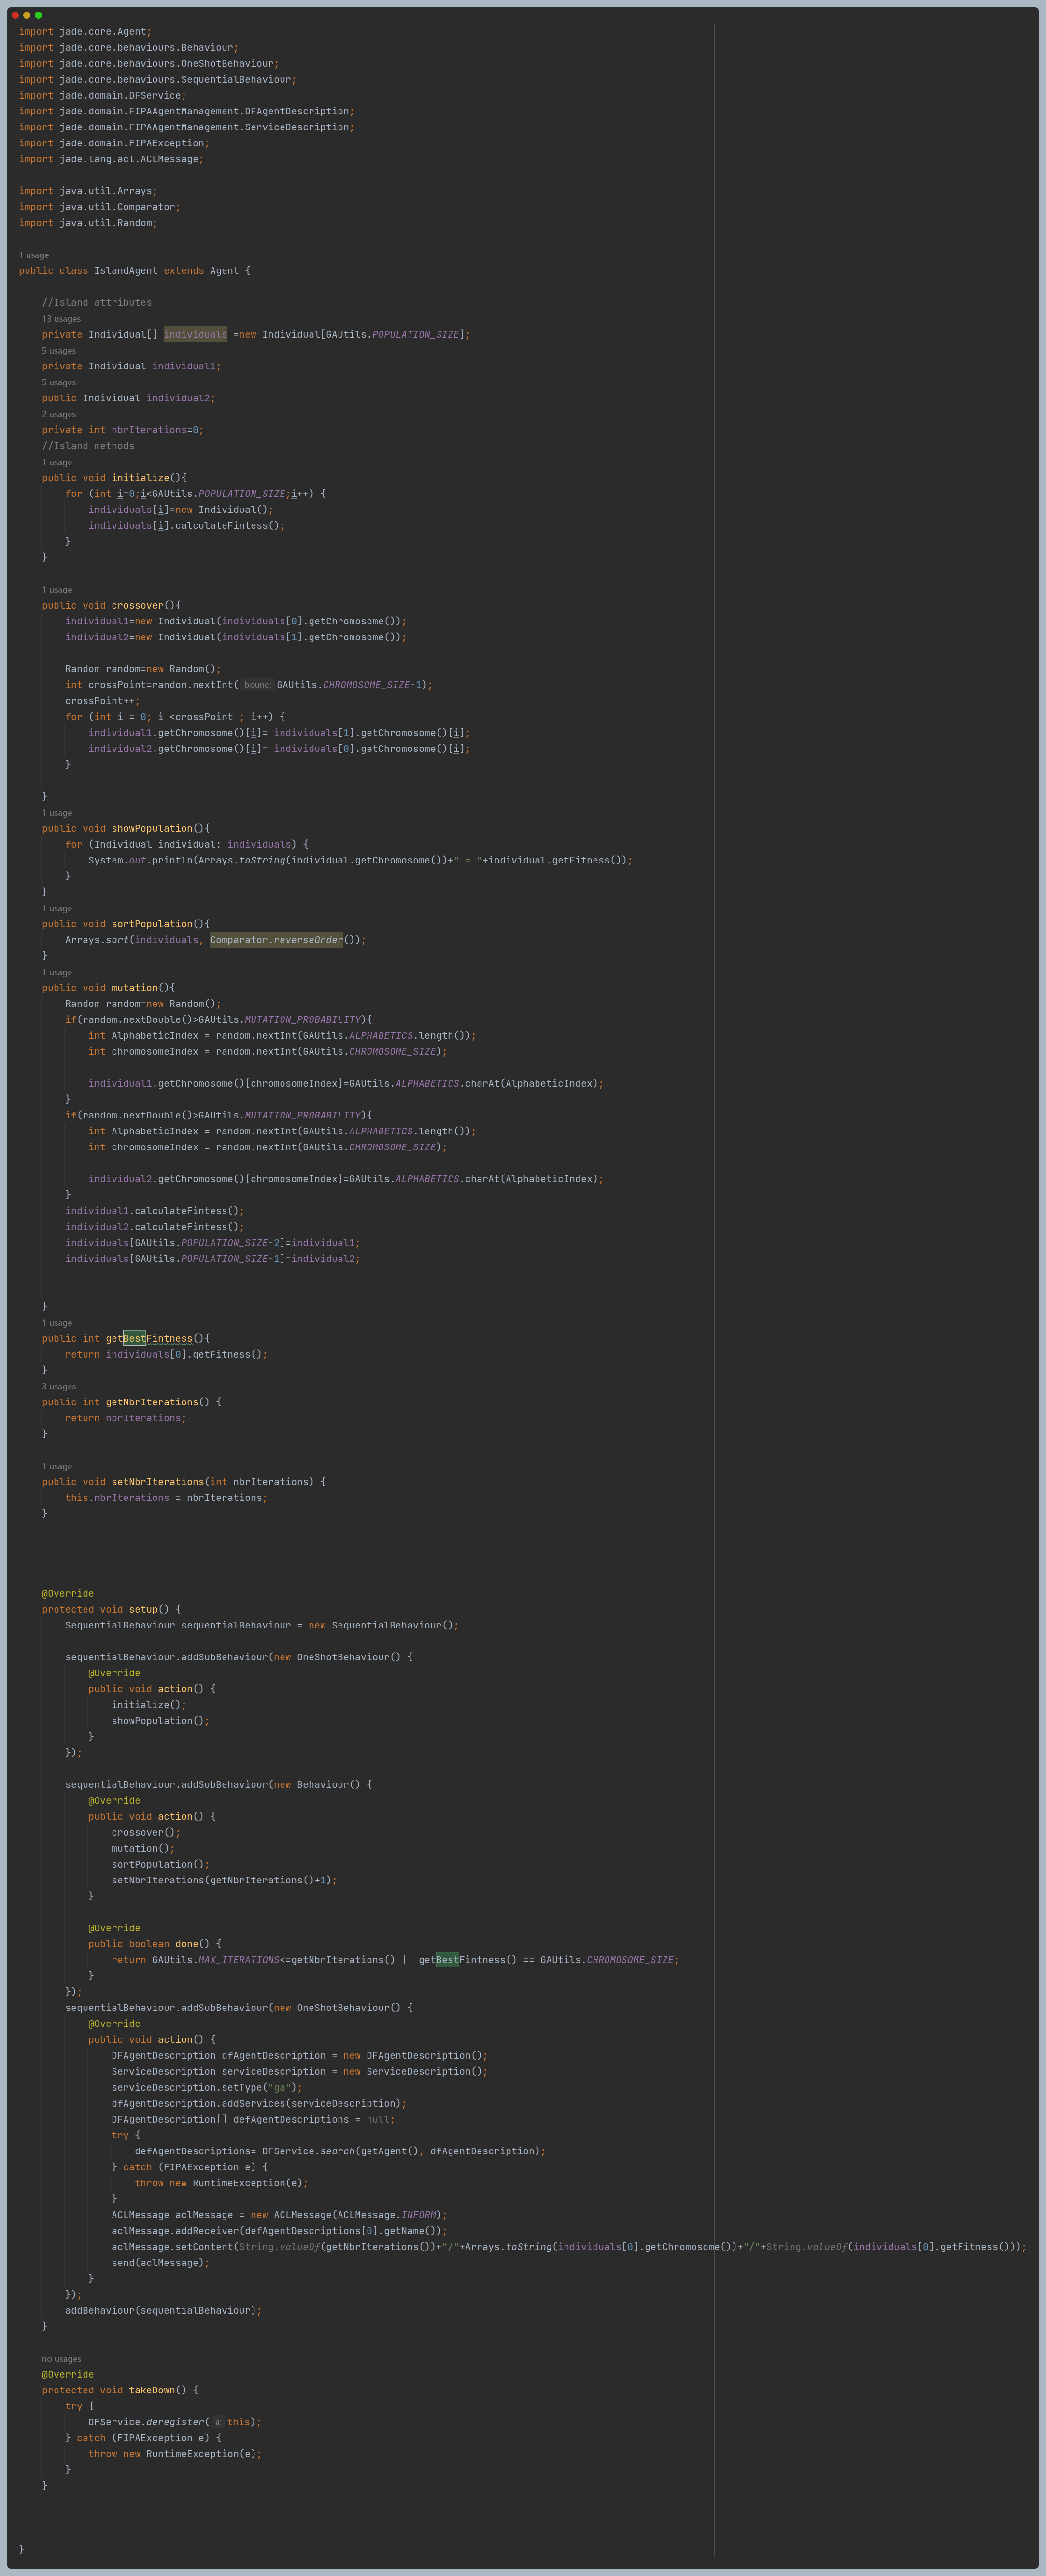 import jade.core.Agent;
import jade.core.behaviours.Behaviour;
import jade.core.behaviours.OneShotBehaviour;
import jade.core.behaviours.SequentialBehaviour;
import jade.domain.DFService;
import jade.domain.FIPAAgentManagement.DFAgentDescription;
import jade.domain.FIPAAgentManagement.ServiceDescription;
import jade.domain.FIPAException;
import jade.lang.acl.ACLMessage;

import java.util.Arrays;
import java.util.Comparator;
import java.util.Random;

1 usage
public class IslandAgent extends Agent {

    //Island attributes
    13 usages
    private Individual[] individuals =new Individual[GAUtils.POPULATION_SIZE];
    5 usages
    private Individual individual1;
    5 usages
    public Individual individual2;
    2 usages
    private int nbrIterations=0;
    //Island methods
    1 usage
    public void initialize(){
        for (int i=0;i<GAUtils.POPULATION_SIZE;i++) {
            individuals[i]=new Individual();
            individuals[i].calculateFintess();
        }
    }

    1 usage
    public void crossover(){
        individual1=new Individual(individuals[0].getChromosome());
        individual2=new Individual(individuals[1].getChromosome());

        Random random=new Random();
        int crossPoint=random.nextInt( bound: GAUtils.CHROMOSOME_SIZE-1);
        crossPoint++;
        for (int i = 0; i <crossPoint ; i++) {
            individual1.getChromosome()[i]= individuals[1].getChromosome()[i];
            individual2.getChromosome()[i]= individuals[0].getChromosome()[i];
        }

    }
    1 usage
    public void showPopulation(){
        for (Individual individual: individuals) {
            System.out.println(Arrays.toString(individual.getChromosome())+" = "+individual.getFitness());
        }
    }
    1 usage
    public void sortPopulation(){
        Arrays.sort(individuals, Comparator.reverseOrder());
    }
    1 usage
    public void mutation(){
        Random random=new Random();
        if(random.nextDouble()>GAUtils.MUTATION_PROBABILITY){
            int AlphabeticIndex = random.nextInt(GAUtils.ALPHABETICS.length());
            int chromosomeIndex = random.nextInt(GAUtils.CHROMOSOME_SIZE);

            individual1.getChromosome()[chromosomeIndex]=GAUtils.ALPHABETICS.charAt(AlphabeticIndex);
        }
        if(random.nextDouble()>GAUtils.MUTATION_PROBABILITY){
            int AlphabeticIndex = random.nextInt(GAUtils.ALPHABETICS.length());
            int chromosomeIndex = random.nextInt(GAUtils.CHROMOSOME_SIZE);

            individual2.getChromosome()[chromosomeIndex]=GAUtils.ALPHABETICS.charAt(AlphabeticIndex);
        }
        individual1.calculateFintess();
        individual2.calculateFintess();
        individuals[GAUtils.POPULATION_SIZE-2]=individual1;
        individuals[GAUtils.POPULATION_SIZE-1]=individual2;


    }
    1 usage
    public int getBestFintness(){
        return individuals[0].getFitness();
    }
    3 usages
    public int getNbrIterations() {
        return nbrIterations;
    }

    1 usage
    public void setNbrIterations(int nbrIterations) {
        this.nbrIterations = nbrIterations;
    }




    @Override
    protected void setup() {
        SequentialBehaviour sequentialBehaviour = new SequentialBehaviour();

        sequentialBehaviour.addSubBehaviour(new OneShotBehaviour() {
            @Override
            public void action() {
                initialize();
                showPopulation();
            }
        });

        sequentialBehaviour.addSubBehaviour(new Behaviour() {
            @Override
            public void action() {
                crossover();
                mutation();
                sortPopulation();
                setNbrIterations(getNbrIterations()+1);
            }

            @Override
            public boolean done() {
                return GAUtils.MAX_ITERATIONS<=getNbrIterations() || getBestFintness() == GAUtils.CHROMOSOME_SIZE;
            }
        });
        sequentialBehaviour.addSubBehaviour(new OneShotBehaviour() {
            @Override
            public void action() {
                DFAgentDescription dfAgentDescription = new DFAgentDescription();
                ServiceDescription serviceDescription = new ServiceDescription();
                serviceDescription.setType("ga");
                dfAgentDescription.addServices(serviceDescription);
                DFAgentDescription[] defAgentDescriptions = null;
                try {
                    defAgentDescriptions= DFService.search(getAgent(), dfAgentDescription);
                } catch (FIPAException e) {
                    throw new RuntimeException(e);
                }
                ACLMessage aclMessage = new ACLMessage(ACLMessage.INFORM);
                aclMessage.addReceiver(defAgentDescriptions[0].getName());
                aclMessage.setContent(String.valueOf(getNbrIterations())+"/"+Arrays.toString(individuals[0].getChromosome())+"/"+String.valueOf(individuals[0].getFitness()));
                send(aclMessage);
            }
        });
        addBehaviour(sequentialBehaviour);
    }

    no usages
    @Override
    protected void takeDown() {
        try {
            DFService.deregister( a: this);
        } catch (FIPAException e) {
            throw new RuntimeException(e);
        }
    }



}